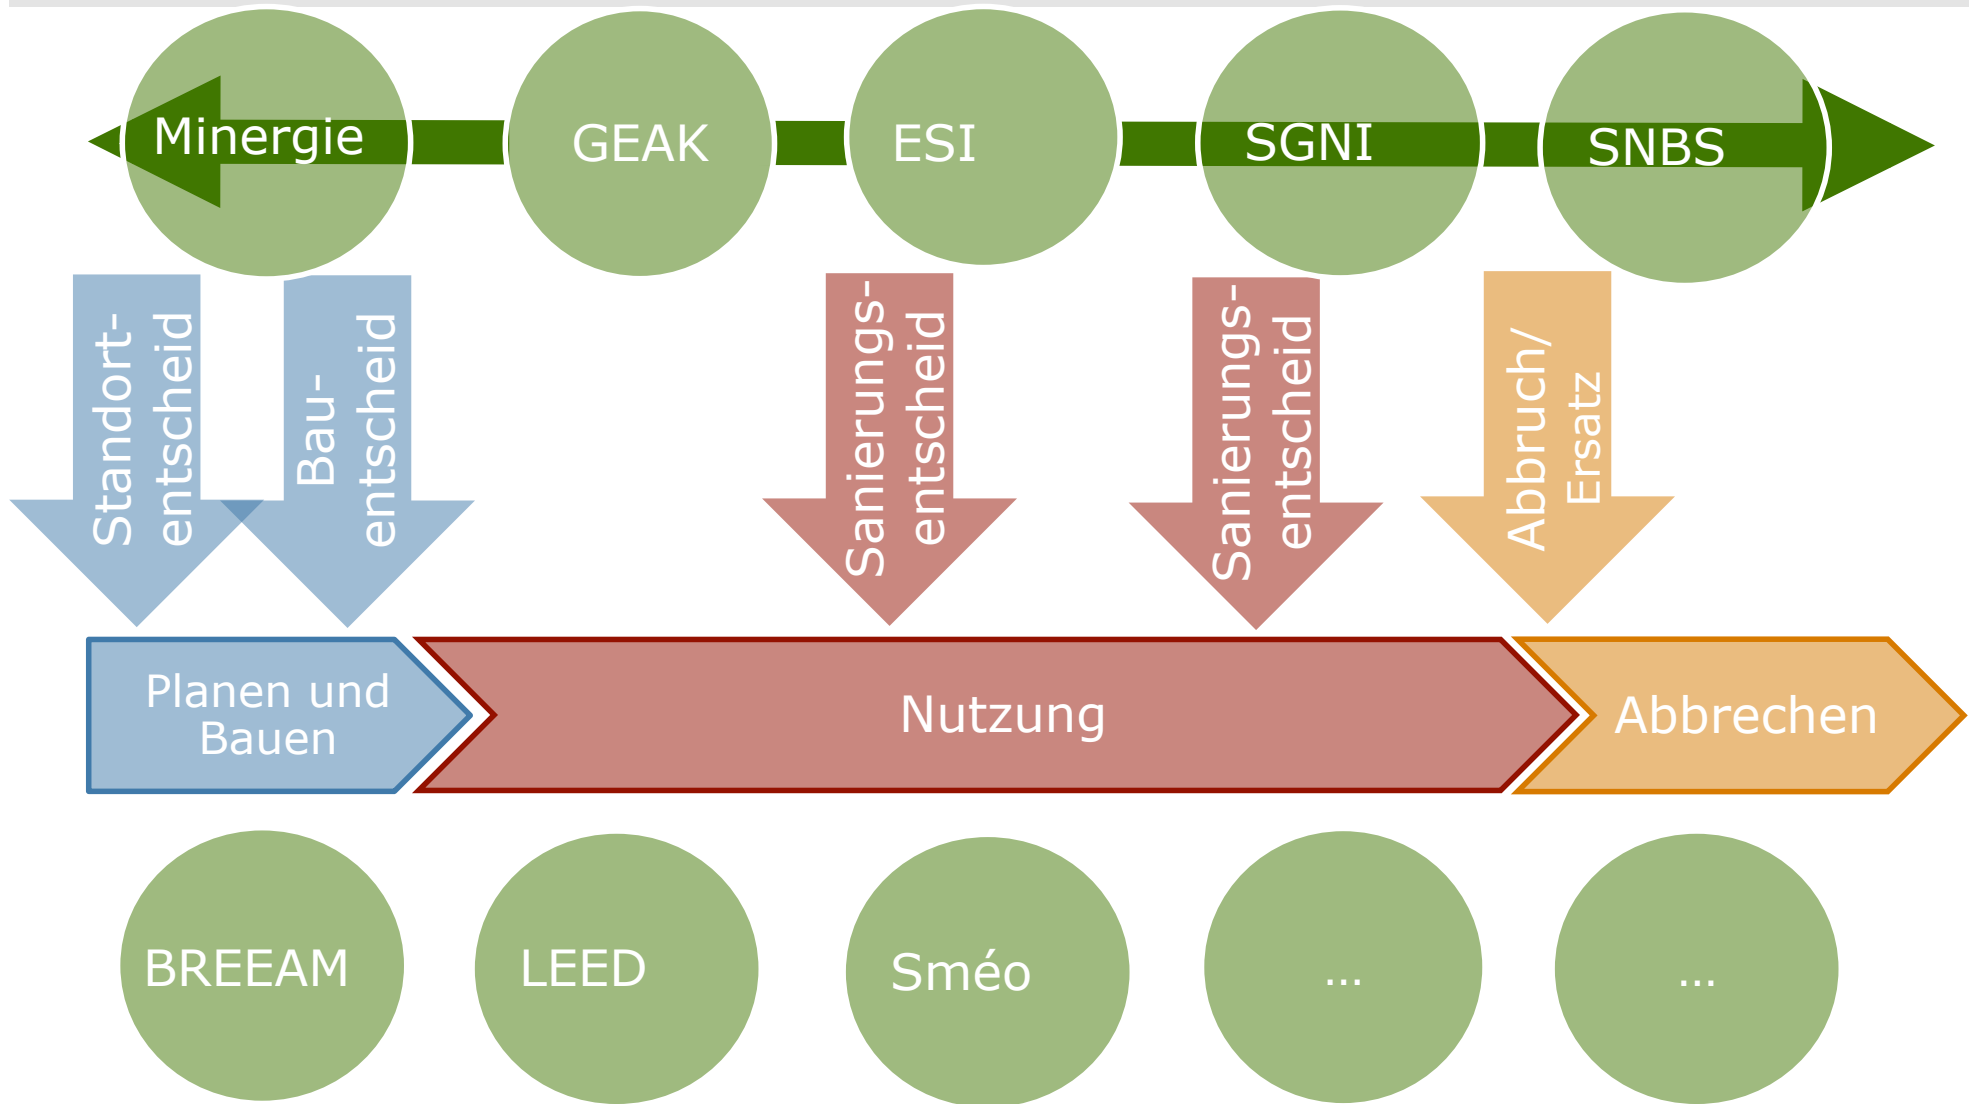 Minergie
GEAK
ESI
SGNI
SNBS
Standort-
entscheid
Bau-
entscheid
Sanierungs-
entscheid
Sanierungs-
entscheid
Abbruch/
Ersatz
Planen und
Bauen
Nutzung
Abbrechen
BREEAM
LEED
Sméo
...
...